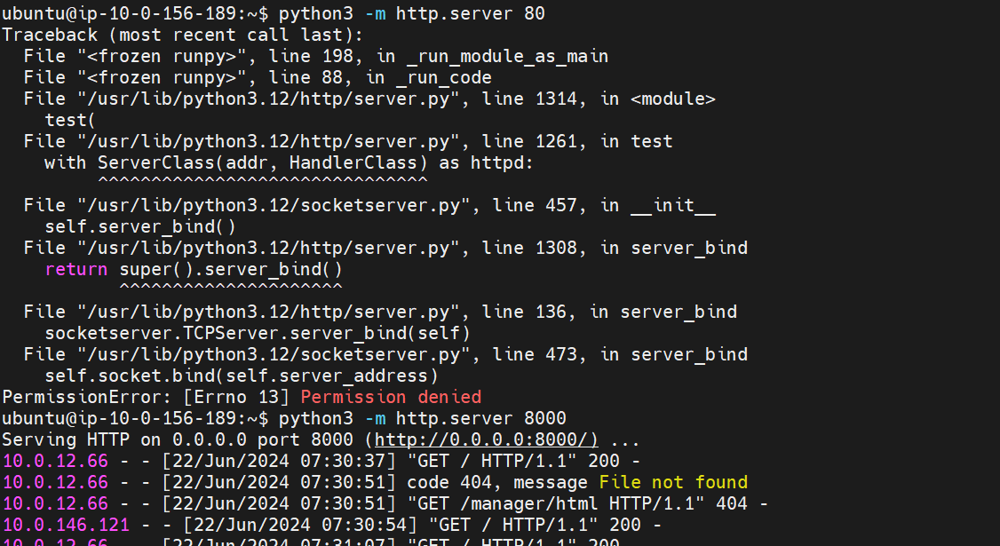 ubuntu@ip-10-0-156-189:~$ python3 -m http.server 80
Traceback (most recent call last):
  File "<frozen runpy>", line 198, in _run_module_as_main
  File "<frozen runpy>", line 88, in _run_code
  File "/usr/lib/python3.12/http/server.py", line 1314, in <module>
    test(
  File "/usr/lib/python3.12/http/server.py", line 1261, in test
    with ServerClass(addr, HandlerClass) as httpd:
         ^^^^^^^^^^^^^^^^^^^^^^^^^^^^^^^
  File "/usr/lib/python3.12/socketserver.py", line 457, in __init__
    self.server_bind()
  File "/usr/lib/python3.12/http/server.py", line 1308, in server_bind
    return super().server_bind()
           ^^^^^^^^^^^^^^^^^^^^^
  File "/usr/lib/python3.12/http/server.py", line 136, in server_bind
    socketserver.TCPServer.server_bind(self)
  File "/usr/lib/python3.12/socketserver.py", line 473, in server_bind
    self.socket.bind(self.server_address)
PermissionError: [Errno 13] Permission denied
ubuntu@ip-10-0-156-189:~$ python3 -m http.server 8000
Serving HTTP on 0.0.0.0 port 8000 (http://0.0.0.0:8000/) ...
10.0.12.66 - - [22/Jun/2024 07:30:37] "GET / HTTP/1.1" 200 -
10.0.12.66 - - [22/Jun/2024 07:30:51] code 404, message File not found
10.0.12.66 - - [22/Jun/2024 07:30:51] "GET /manager/html HTTP/1.1" 404 -
10.0.146.121 - - [22/Jun/2024 07:30:54] "GET / HTTP/1.1" 200 -
10.0.12.66 - - [22/Jun/2024 07:31:07] "GET / HTTP/1.1" 200 -